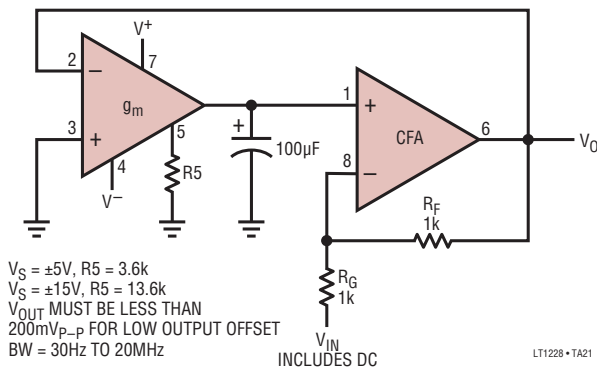 V+
2
−
7
gm
3
+
5
4
V−
R5
+
100µF
1
+
CFA
6
8
−
VO
RF
1k
RG
1k
VS = ±5V, R5 = 3.6k
VS = ±15V, R5 = 13.6k
VOUT MUST BE LESS THAN
200mVP–P FOR LOW OUTPUT OFFSET
BW = 30Hz TO 20MHz
VIN
INCLUDES DC
LT1228 • TA21